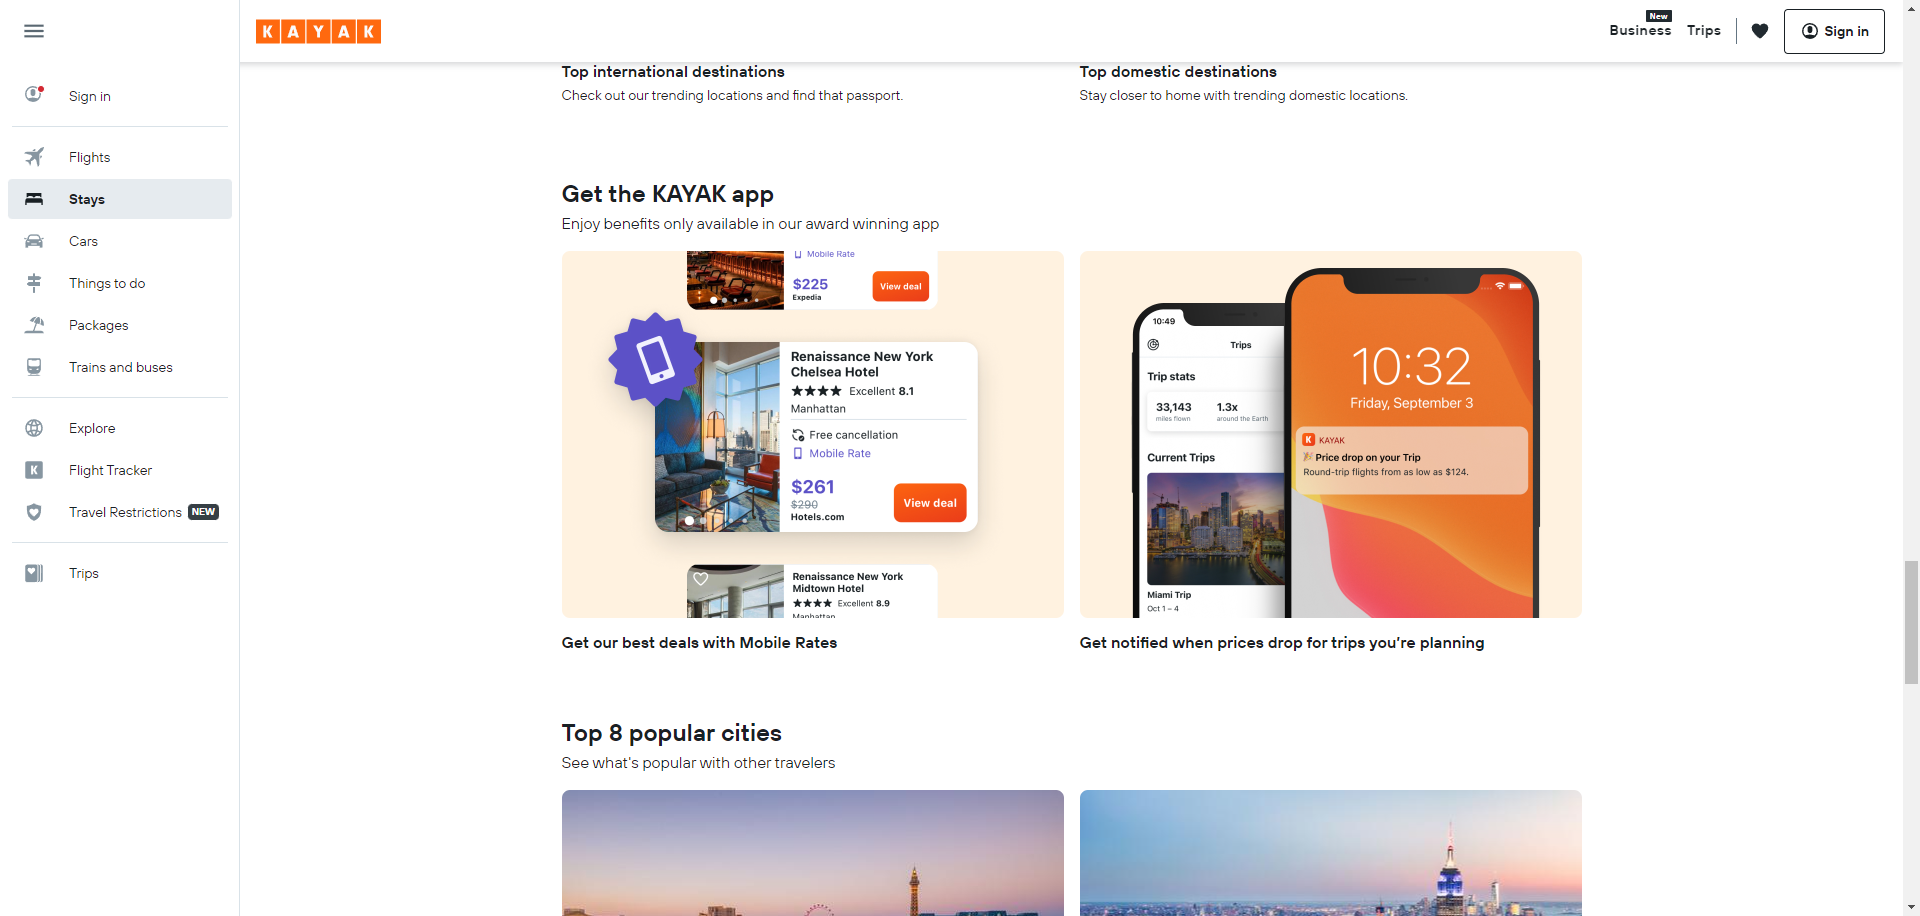 KAYAK
New
Business
Trips
Sign in
Sign in
Flights
Stays
Cars
Things to do
Packages
Trains and buses
Explore
Flight Tracker
Travel Restrictions NEW
Trips
Top international destinations
Check out our trending locations and find that passport.
Top domestic destinations
Stay closer to home with trending domestic locations.
Get the KAYAK app
Enjoy benefits only available in our award winning app
Mobile Rate
$225
Expedia
View deal
Renaissance New York
Chelsea Hotel
Excellent 8.1
Manhattan
Free cancellation
Mobile Rate
$261
$290
Hotels.com
View deal
Renaissance New York
Midtown Hotel
Excellent 8.9
Manhattan
Get our best deals with Mobile Rates
10:49
Trips
Trip stats
33,143
miles flown
1.3x
around the Earth
Current Trips
Miami Trip
Oct 1 – 4
10:32
Friday, September 3
K KAYAK
Price drop on your Trip
Round-trip flights from as low as $124.
Get notified when prices drop for trips you’re planning
Top 8 popular cities
See what's popular with other travelers